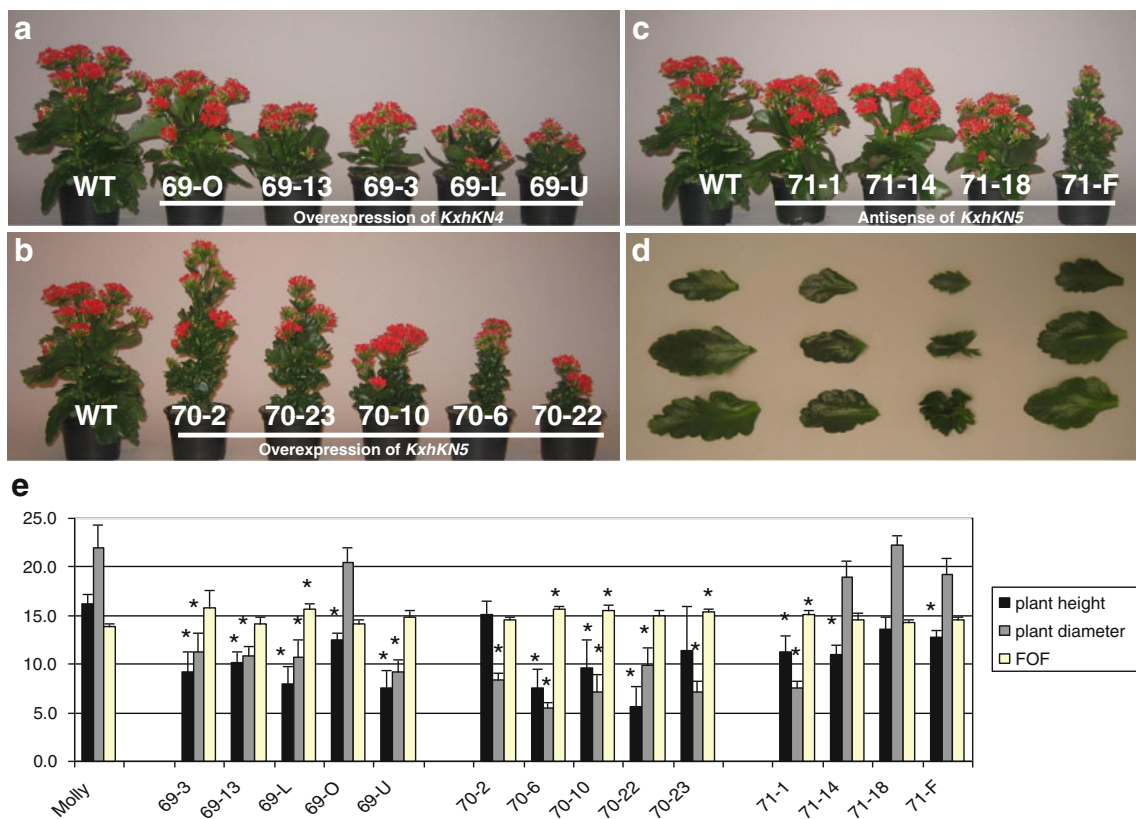 a
WT 69-O 69-13 69-3 69-L 69-U
Overexpression of KxhKN4
c
WT 71-1 71-14 71-18 71-F
Antisense of KxhKN5
b
WT 70-2 70-23 70-10 70-6 70-22
Overexpression of KxhKN5
d
e
25.0
20.0
15.0
10.0
5.0
0.0
* * * * * * * * * * * * * * * * * * * * * * * * * *
Molly 69-3 69-13 69-L 69-O 69-U 70-2 70-6 70-10 70-22 70-23 71-1 71-14 71-18 71-F
plant height
plant diameter
FOF